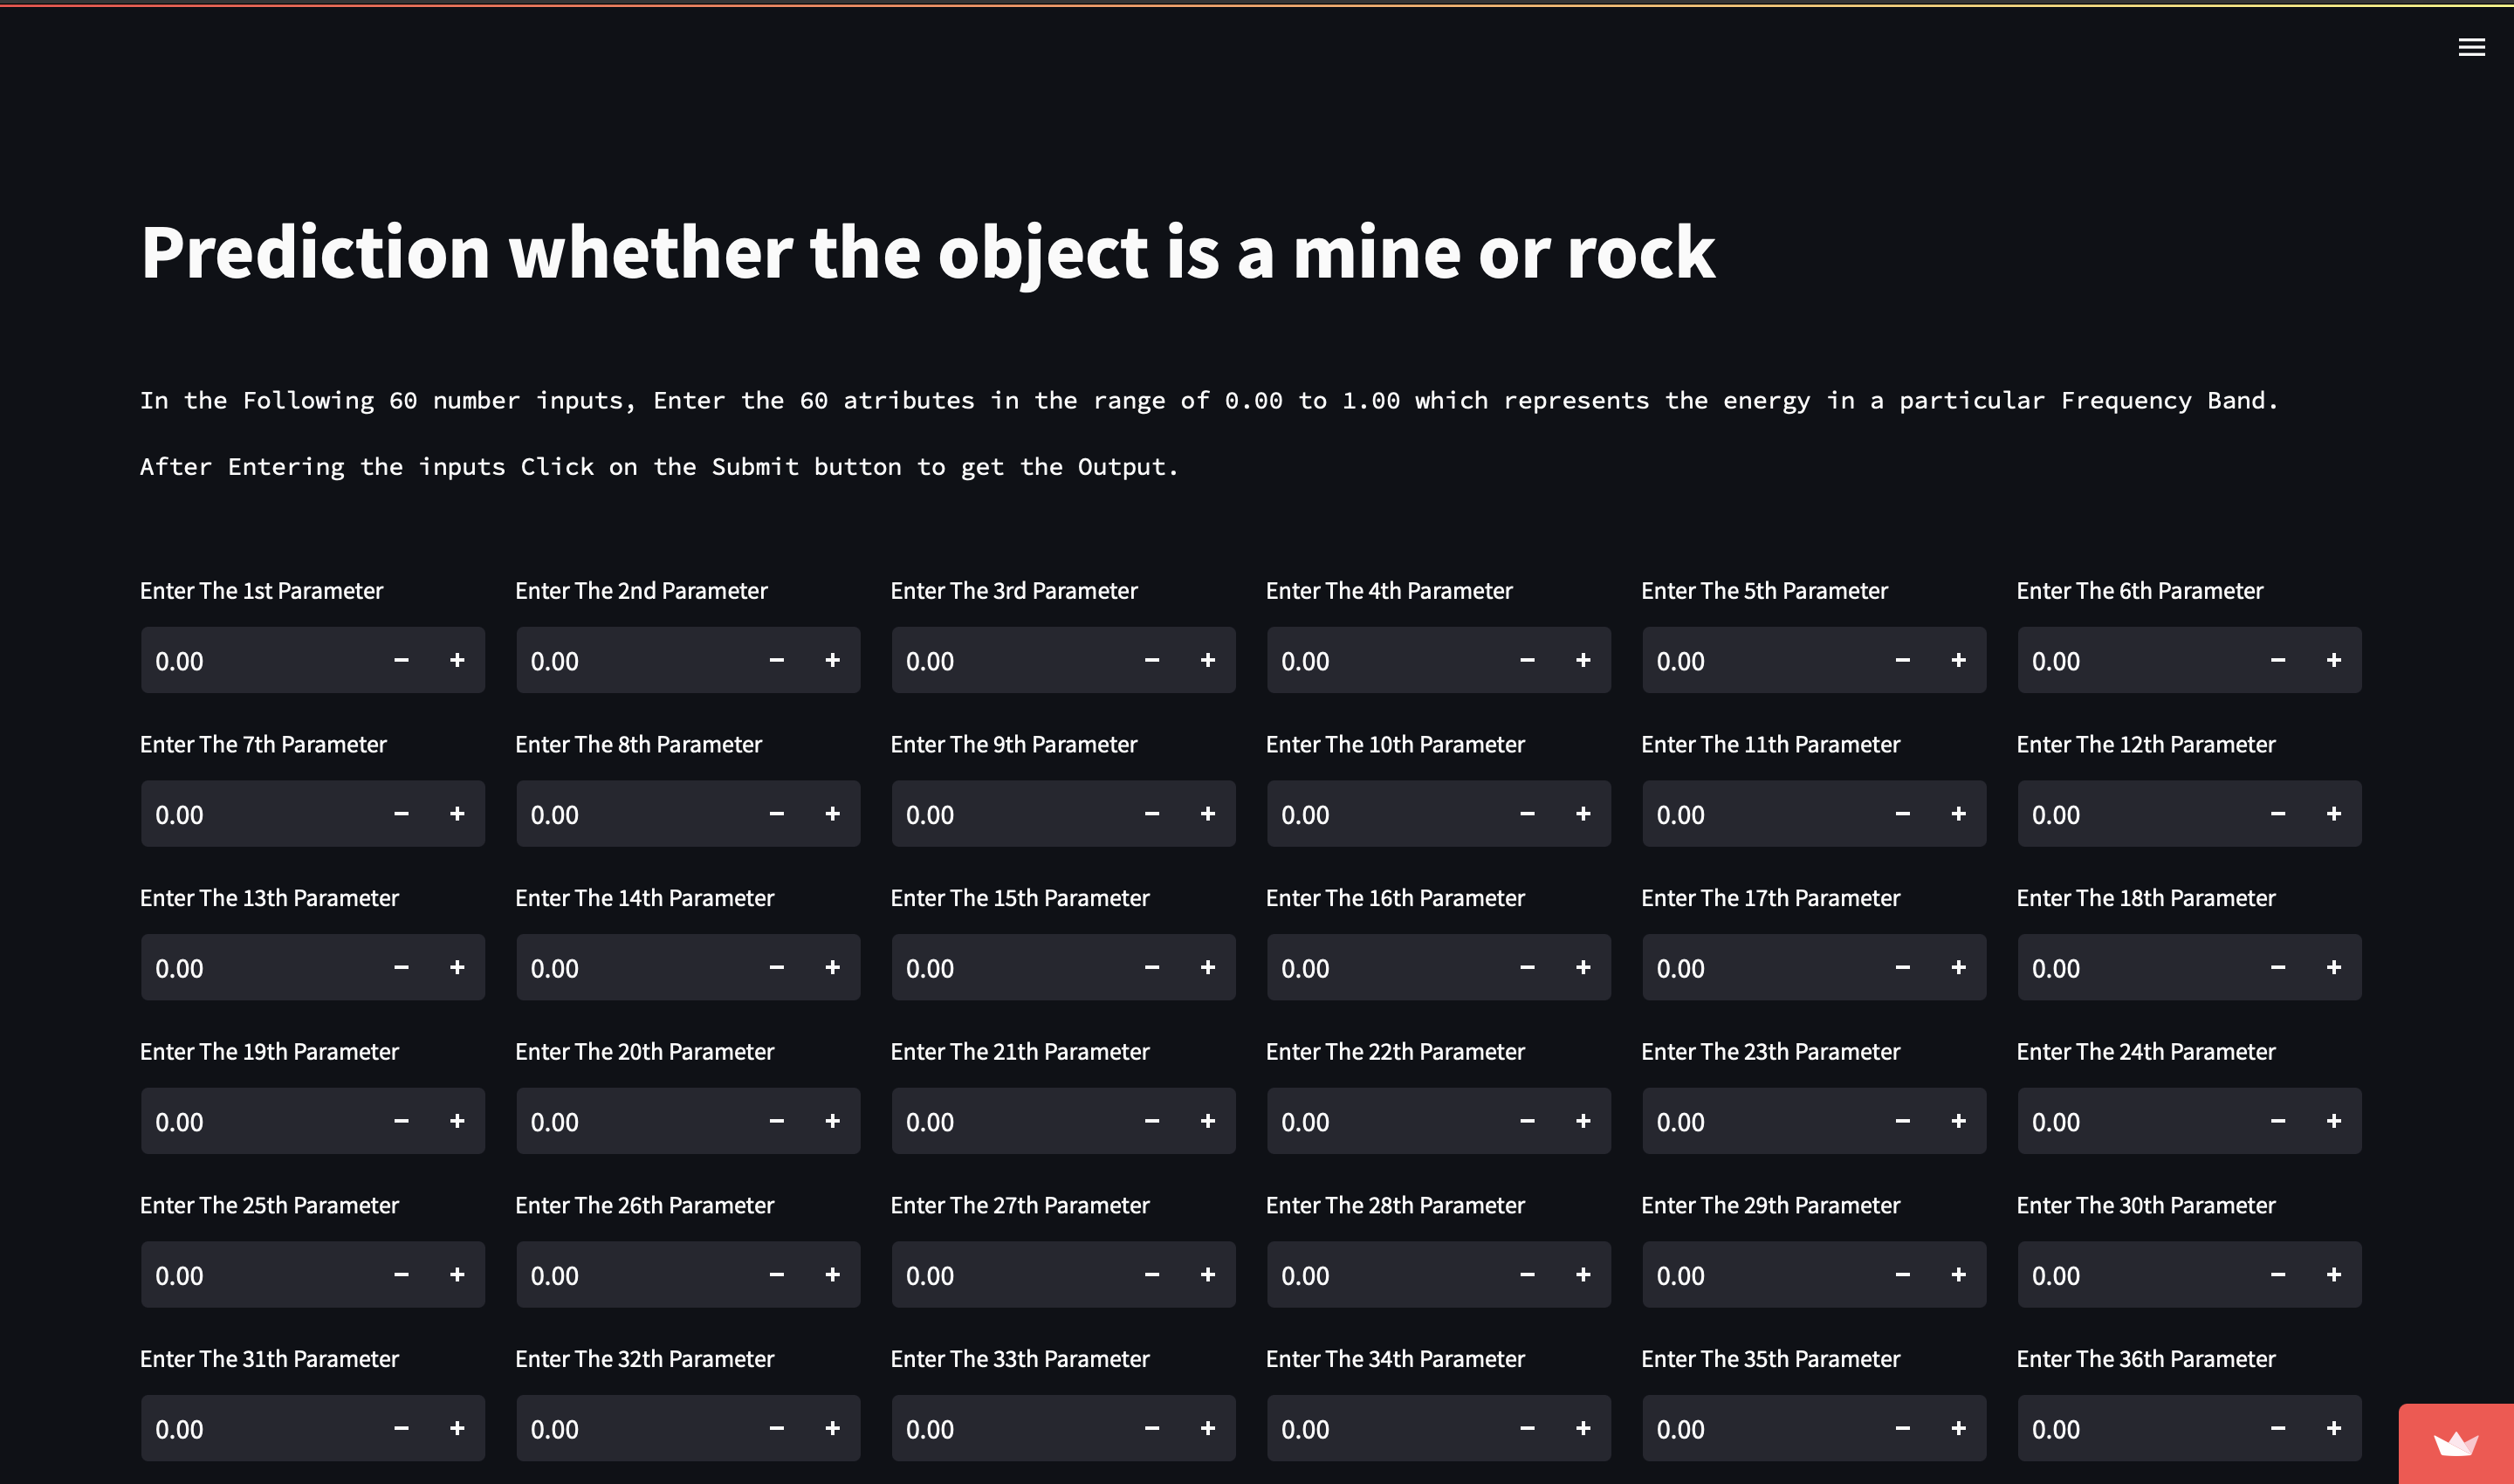 Prediction whether the object is a mine or rock
In the Following 60 number inputs, Enter the 60 atributes in the range of 0.00 to 1.00 which represents the energy in a particular Frequency Band.
After Entering the inputs Click on the Submit button to get the Output.
Enter The 1st Parameter Enter The 2nd Parameter Enter The 3rd Parameter Enter The 4th Parameter Enter The 5th Parameter Enter The 6th Parameter
0.00 − + 0.00 − + 0.00 − + 0.00 − + 0.00 − + 0.00 − +
Enter The 7th Parameter Enter The 8th Parameter Enter The 9th Parameter Enter The 10th Parameter Enter The 11th Parameter Enter The 12th Parameter
0.00 − + 0.00 − + 0.00 − + 0.00 − + 0.00 − + 0.00 − +
Enter The 13th Parameter Enter The 14th Parameter Enter The 15th Parameter Enter The 16th Parameter Enter The 17th Parameter Enter The 18th Parameter
0.00 − + 0.00 − + 0.00 − + 0.00 − + 0.00 − + 0.00 − +
Enter The 19th Parameter Enter The 20th Parameter Enter The 21th Parameter Enter The 22th Parameter Enter The 23th Parameter Enter The 24th Parameter
0.00 − + 0.00 − + 0.00 − + 0.00 − + 0.00 − + 0.00 − +
Enter The 25th Parameter Enter The 26th Parameter Enter The 27th Parameter Enter The 28th Parameter Enter The 29th Parameter Enter The 30th Parameter
0.00 − + 0.00 − + 0.00 − + 0.00 − + 0.00 − + 0.00 − +
Enter The 31th Parameter Enter The 32th Parameter Enter The 33th Parameter Enter The 34th Parameter Enter The 35th Parameter Enter The 36th Parameter
0.00 − + 0.00 − + 0.00 − + 0.00 − + 0.00 − + 0.00 − +